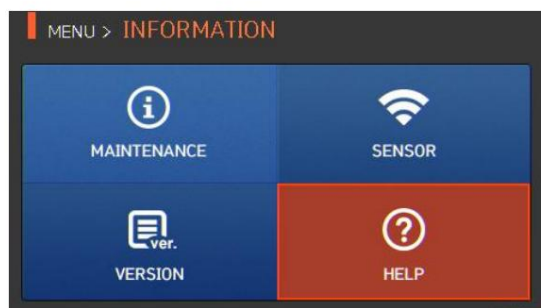 MENU > INFORMATION
MAINTENANCE
SENSOR
ver.
VERSION
HELP